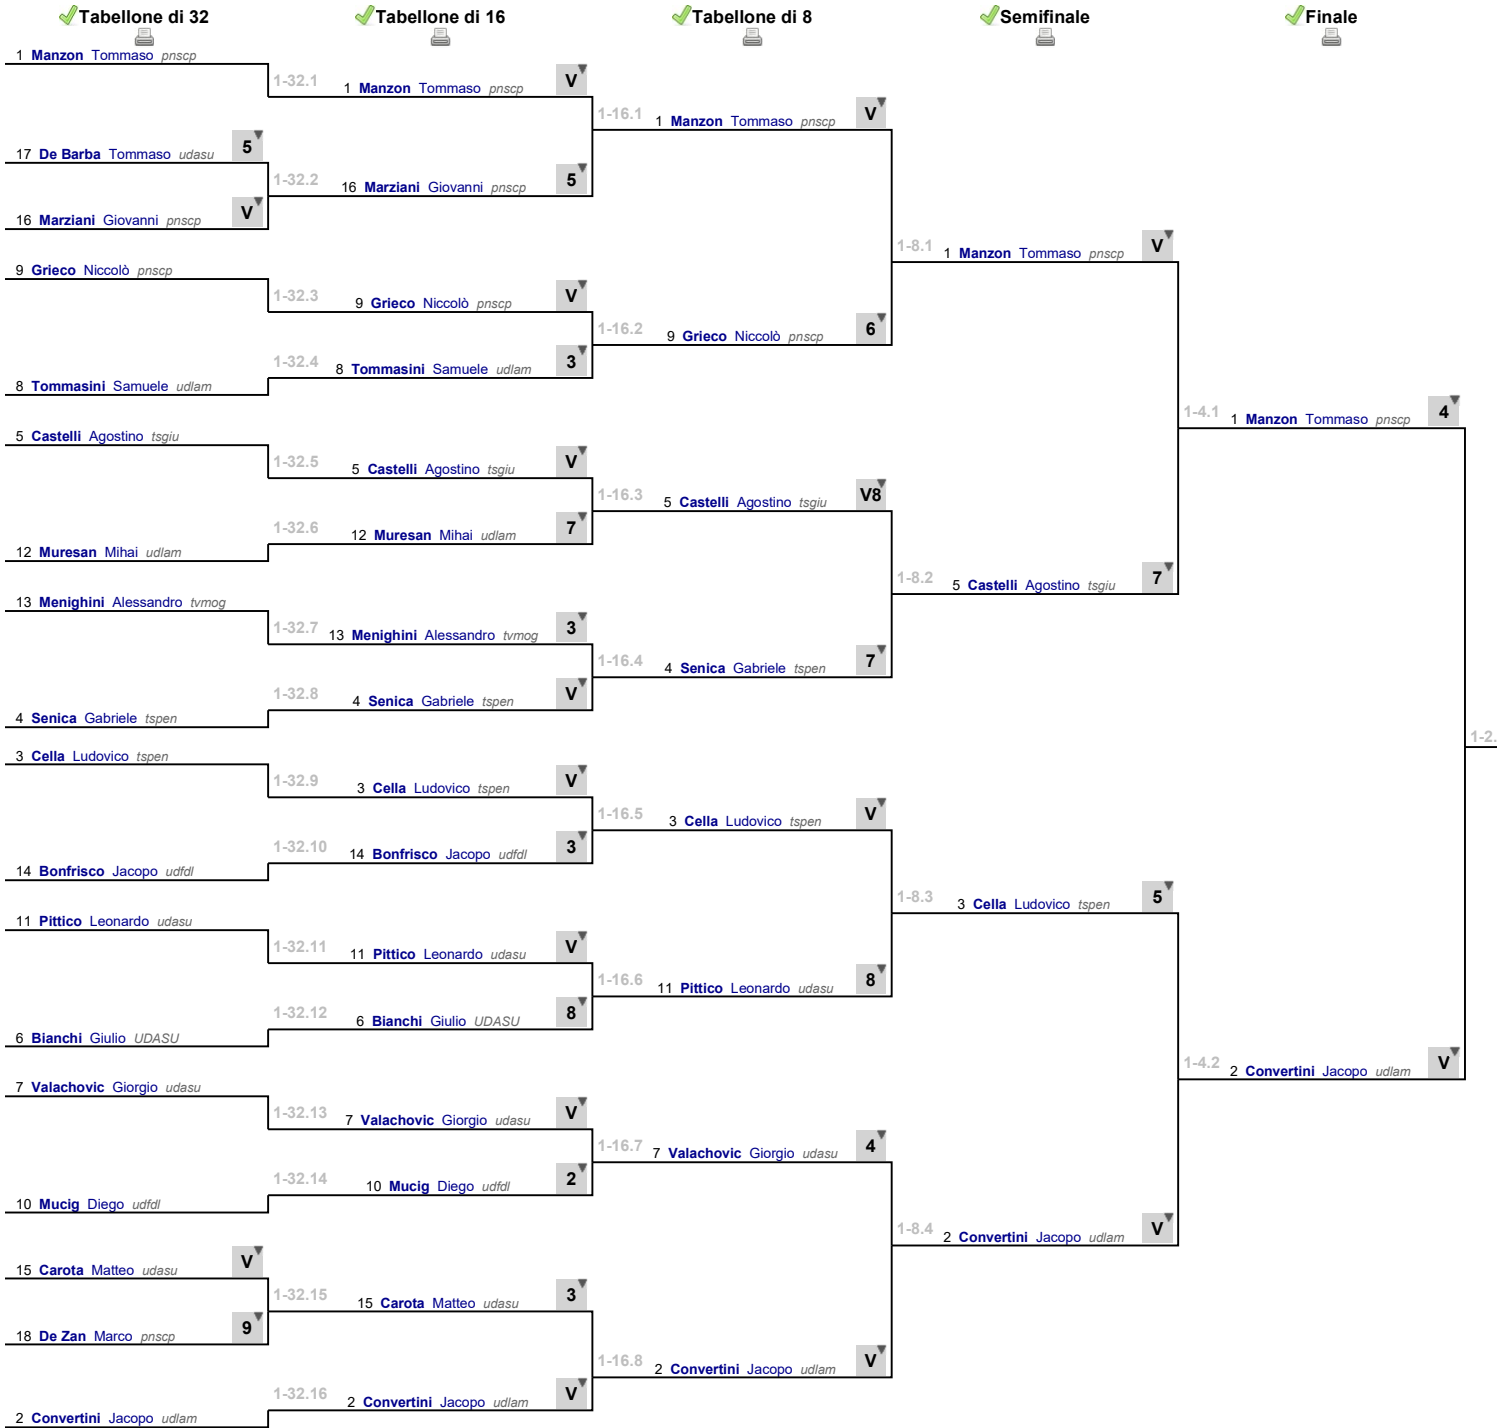 Tabellone di 32
Tabellone di 16
Tabellone di 8
Semifinale
Finale
1 Manzon Tommaso pnscp
17 De Barba Tommaso udasu 5
16 Marziani Giovanni pnscp V
9 Grieco Niccolò pnscp
8 Tommasini Samuele udlam
5 Castelli Agostino tsgiu
12 Muresan Mihai udlam
13 Menighini Alessandro tvmog
4 Senica Gabriele tspen
3 Cella Ludovico tspen
14 Bonfrisco Jacopo udfdl
11 Pittico Leonardo udasu
6 Bianchi Giulio UDASU
7 Valachovic Giorgio udasu
10 Mucig Diego udfdl
15 Carota Matteo udasu V
18 De Zan Marco pnscp 9
2 Convertini Jacopo udlam
1-32.1 1 Manzon Tommaso pnscp V
1-32.2 16 Marziani Giovanni pnscp 5
1-32.3 9 Grieco Niccolò pnscp V
1-32.4 8 Tommasini Samuele udlam 3
1-32.5 5 Castelli Agostino tsgiu V
1-32.6 12 Muresan Mihai udlam 7
1-32.7 13 Menighini Alessandro tvmog 3
1-32.8 4 Senica Gabriele tspen V
1-32.9 3 Cella Ludovico tspen V
1-32.10 14 Bonfrisco Jacopo udfdl 3
1-32.11 11 Pittico Leonardo udasu V
1-32.12 6 Bianchi Giulio UDASU 8
1-32.13 7 Valachovic Giorgio udasu V
1-32.14 10 Mucig Diego udfdl 2
1-32.15 15 Carota Matteo udasu 3
1-32.16 2 Convertini Jacopo udlam V
1-16.1 1 Manzon Tommaso pnscp V
1-16.2 9 Grieco Niccolò pnscp 6
1-16.3 5 Castelli Agostino tsgiu V8
1-16.4 4 Senica Gabriele tspen 7
1-16.5 3 Cella Ludovico tspen V
1-16.6 11 Pittico Leonardo udasu 8
1-16.7 7 Valachovic Giorgio udasu 4
1-16.8 2 Convertini Jacopo udlam V
1-8.1 1 Manzon Tommaso pnscp V
1-8.2 5 Castelli Agostino tsgiu 7
1-8.3 3 Cella Ludovico tspen 5
1-8.4 2 Convertini Jacopo udlam V
1-4.1 1 Manzon Tommaso pnscp 4
1-4.2 2 Convertini Jacopo udlam V
1-2.